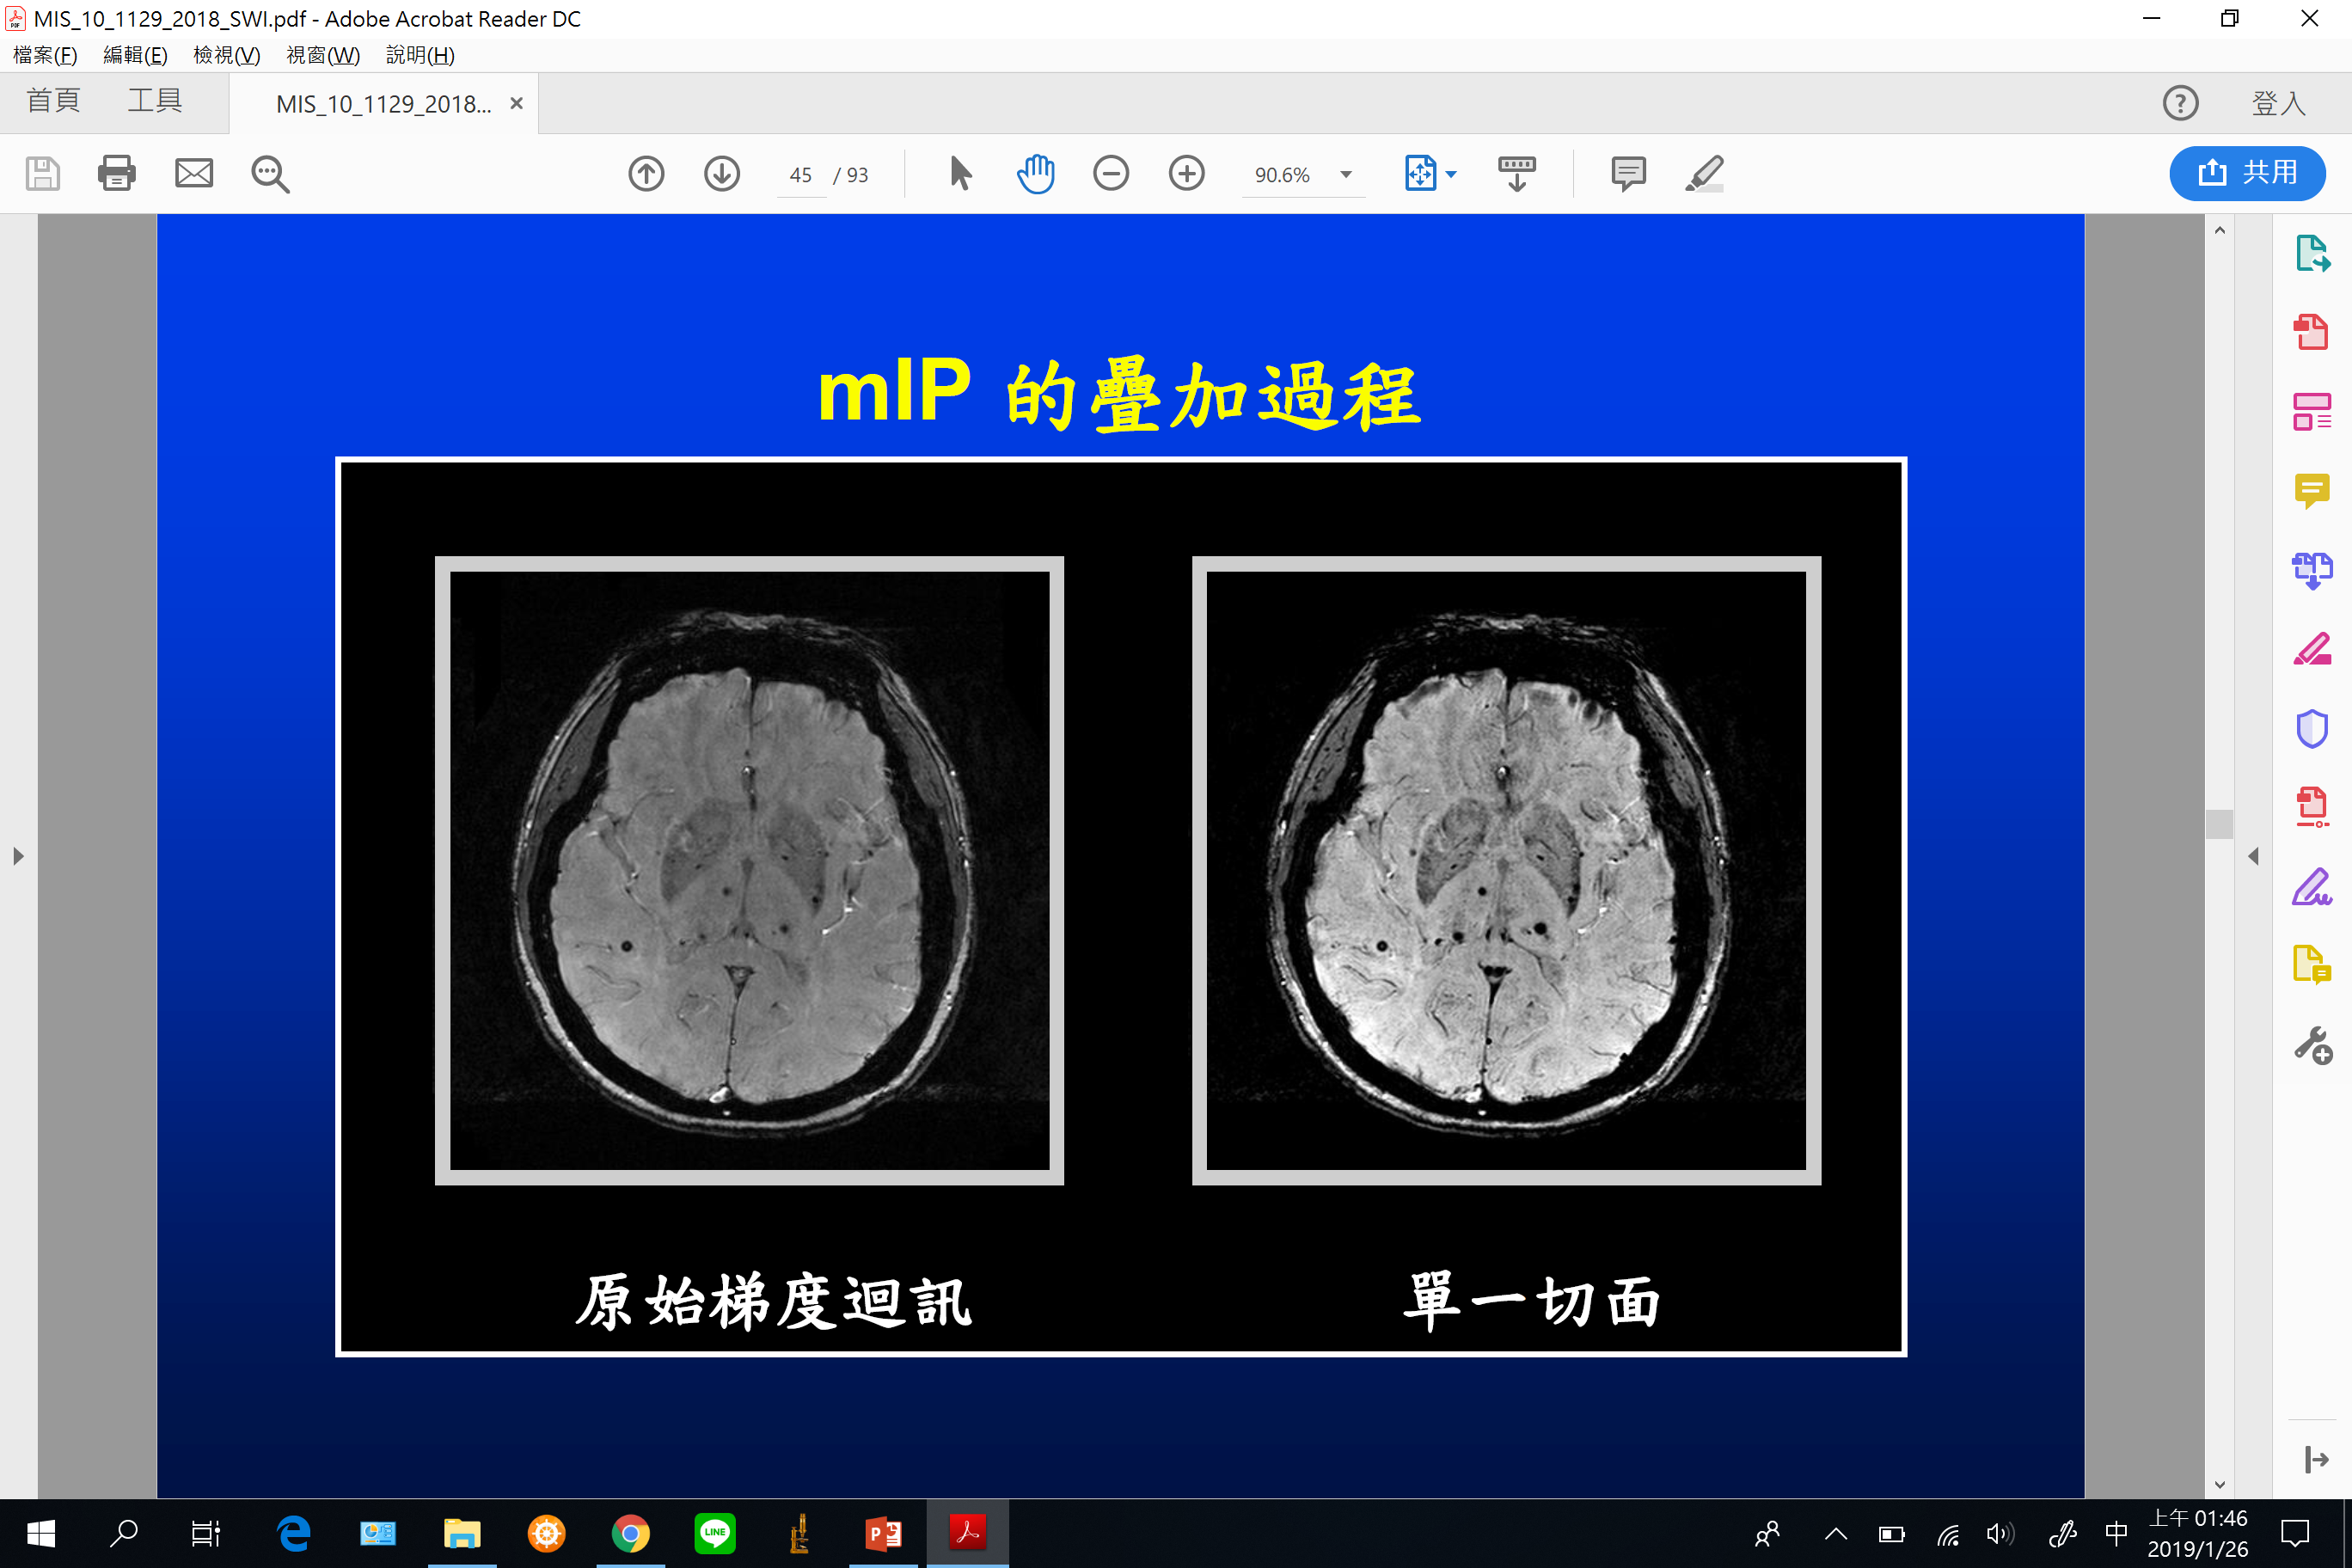 MIS_10_1129_2018_SWI.pdf - Adobe Acrobat Reader DC
檔案(F) 編輯(E) 檢視(V) 視窗(W) 說明(H)
首頁 工具 MIS_10_1129_2018... × 登入
45 / 93 90.6% 共用
mIP 的疊加過程
原始梯度迴訊 單一切面
LINE
中
上午 01:46
2019/1/26